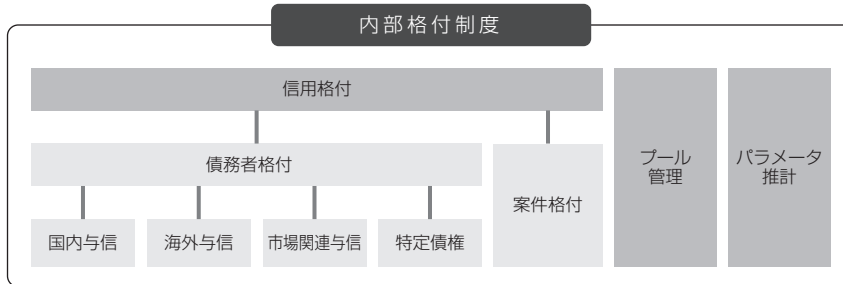 内部格付制度
信用格付
債務者格付
国内与信
海外与信
市場関連与信
特定債権
案件格付
プール
管理
パラメータ
推計